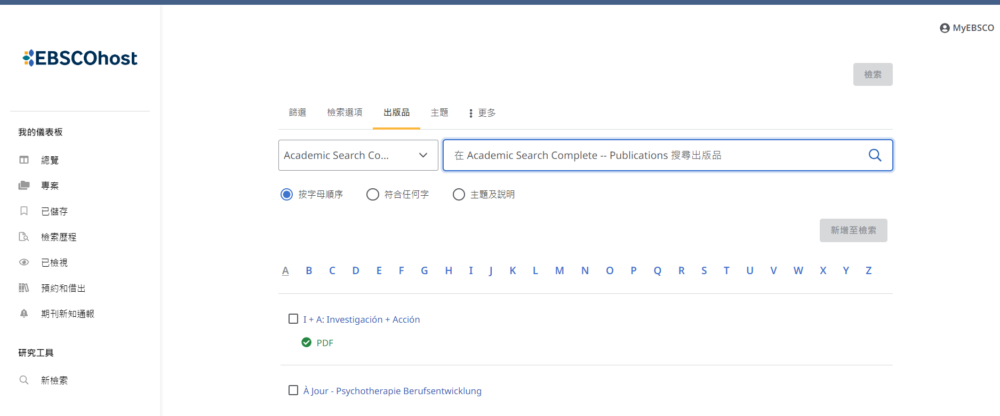 MyEBSCO
EBSCOhost
檢索
篩選 檢索選項 出版品 主題 更多
Academic Search Co...
在 Academic Search Complete -- Publications 搜尋出版品
按字母順序 符合任何字 主題及說明
新增至檢索
A B C D E F G H I J K L M N O P Q R S T U V W X Y Z
I + A: Investigación + Acción
PDF
À Jour - Psychotherapie Berufsentwicklung
我的儀表板
總覽
專案
已儲存
檢索歷程
已檢視
預約和借出
期刊新知通報
研究工具
新檢索